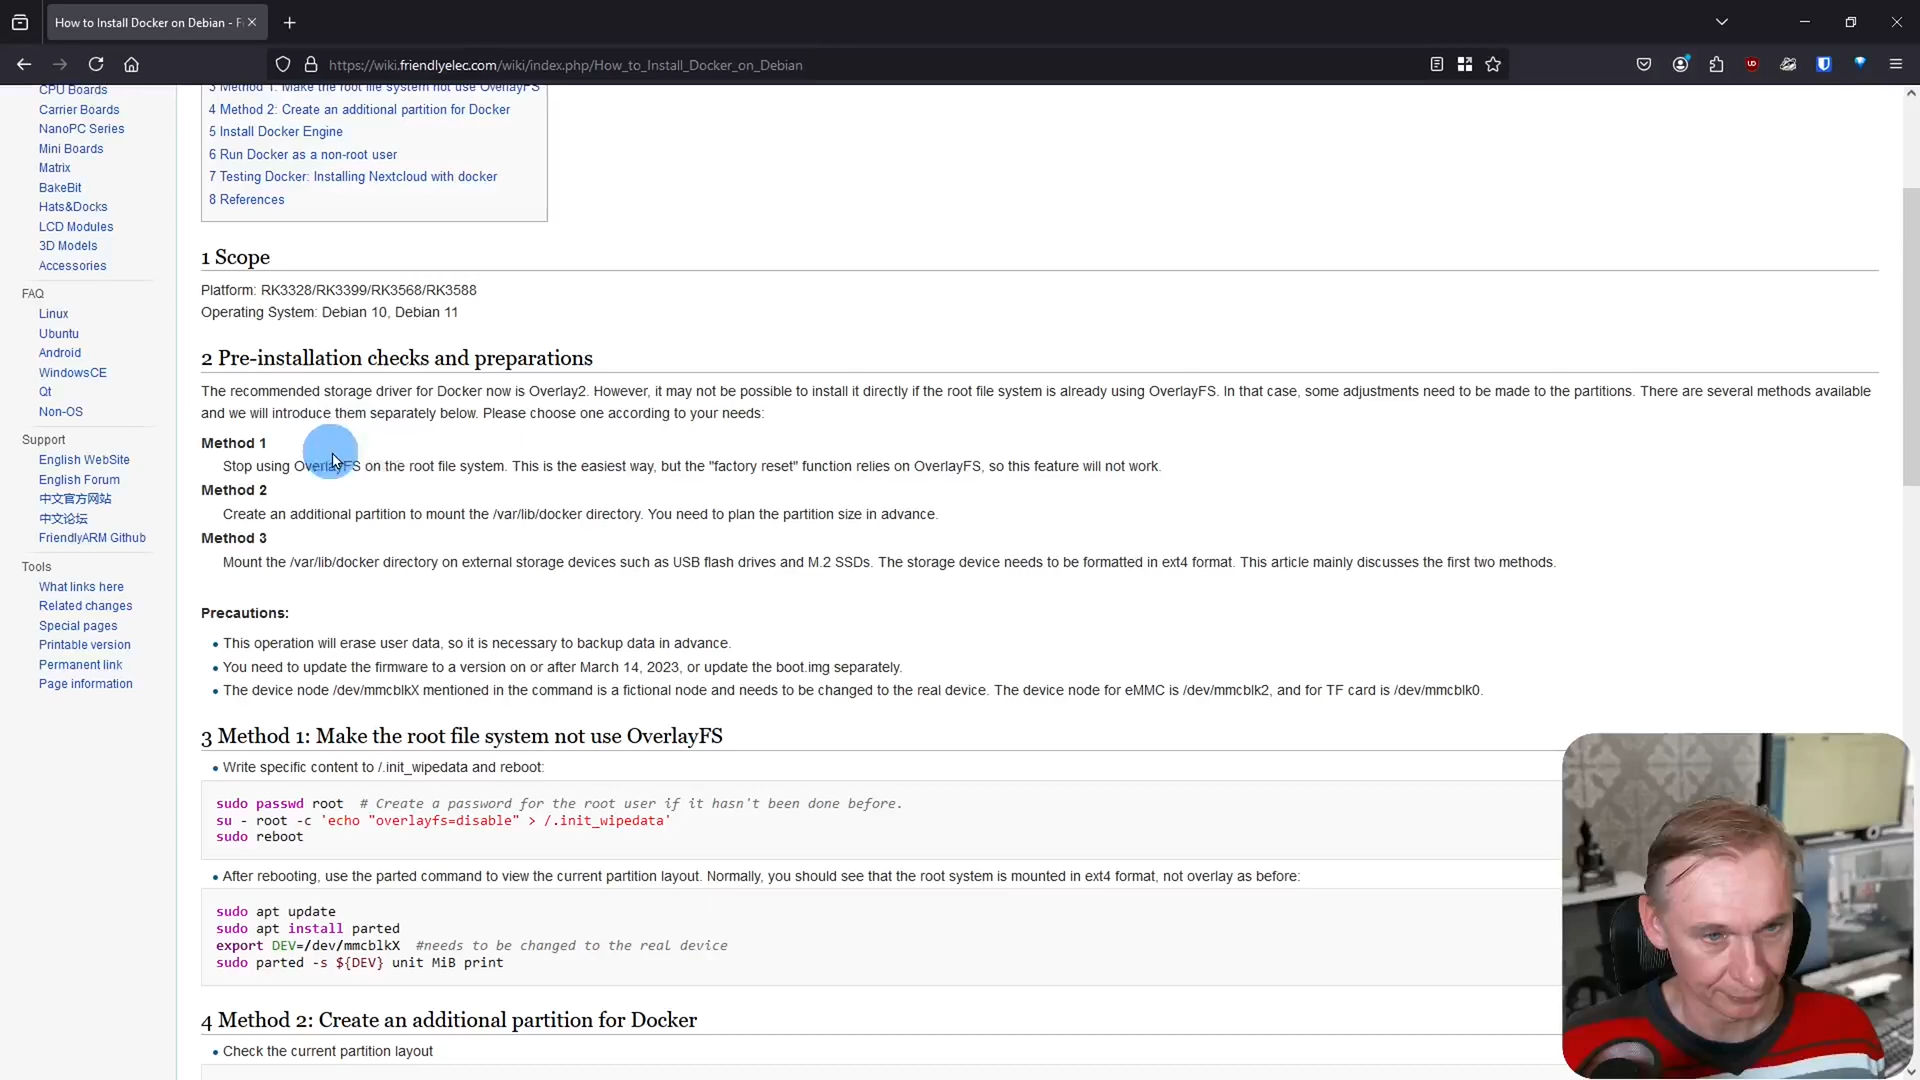 How to Install Docker on Debian - F
https://wiki.friendlyelec.com/wiki/index.php/How_to_Install_Docker_on_Debian
CPU Boards
Carrier Boards
NanoPC Series
Mini Boards
Matrix
BakeBit
Hats&Docks
LCD Modules
3D Models
Accessories
FAQ
Linux
Ubuntu
Android
WindowsCE
Qt
Non-OS
Support
English WebSite
English Forum
中文官方网站
中文论坛
FriendlyARM Github
Tools
What links here
Related changes
Special pages
Printable version
Permanent link
Page information
3 Method 1: Make the root file system not use OverlayFS
4 Method 2: Create an additional partition for Docker
5 Install Docker Engine
6 Run Docker as a non-root user
7 Testing Docker: Installing Nextcloud with docker
8 References
1 Scope
Platform: RK3328/RK3399/RK3568/RK3588
Operating System: Debian 10, Debian 11
2 Pre-installation checks and preparations
The recommended storage driver for Docker now is Overlay2. However, it may not be possible to install it directly if the root file system is already using OverlayFS. In that case, some adjustments need to be made to the partitions. There are several methods available
and we will introduce them separately below. Please choose one according to your needs:
Method 1
Stop using OverlayFS on the root file system. This is the easiest way, but the "factory reset" function relies on OverlayFS, so this feature will not work.
Method 2
Create an additional partition to mount the /var/lib/docker directory. You need to plan the partition size in advance.
Method 3
Mount the /var/lib/docker directory on external storage devices such as USB flash drives and M.2 SSDs. The storage device needs to be formatted in ext4 format. This article mainly discusses the first two methods.
Precautions:
This operation will erase user data, so it is necessary to backup data in advance.
You need to update the firmware to a version on or after March 14, 2023, or update the boot.img separately.
The device node /dev/mmcblkX mentioned in the command is a fictional node and needs to be changed to the real device. The device node for eMMC is /dev/mmcblk2, and for TF card is /dev/mmcblk0.
3 Method 1: Make the root file system not use OverlayFS
Write specific content to /.init_wipedata and reboot:
sudo passwd root  # Create a password for the root user if it hasn't been done before.
su - root -c 'echo "overlayfs=disable" > /.init_wipedata'
sudo reboot
After rebooting, use the parted command to view the current partition layout. Normally, you should see that the root system is mounted in ext4 format, not overlay as before:
sudo apt update
sudo apt install parted
export DEV=/dev/mmcblkX  #needs to be changed to the real device
sudo parted -s ${DEV} unit MiB print
4 Method 2: Create an additional partition for Docker
Check the current partition layout